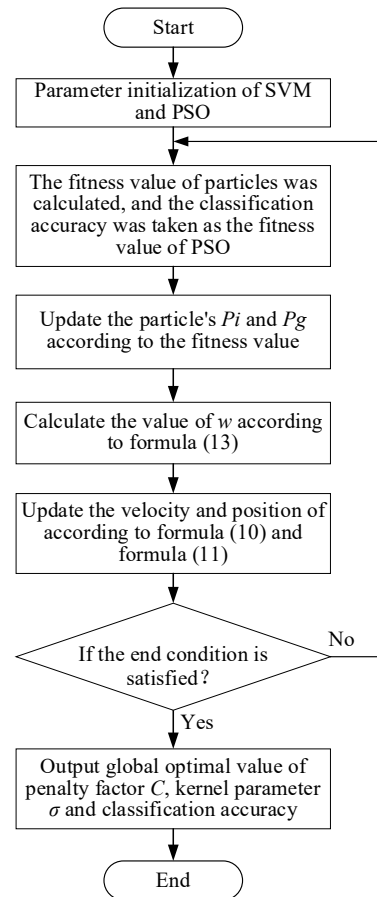 Start
Parameter initialization of SVM
and PSO
The fitness value of particles was
calculated, and the classification
accuracy was taken as the fitness
value of PSO
Update the particle's Pi and Pg
according to the fitness value
Calculate the value of w according
to formula (13)
Update the velocity and position of
according to formula (10) and
formula (11)
If the end condition is
satisfied?
No
Yes
Output global optimal value of
penalty factor C, kernel parameter
σ and classification accuracy
End